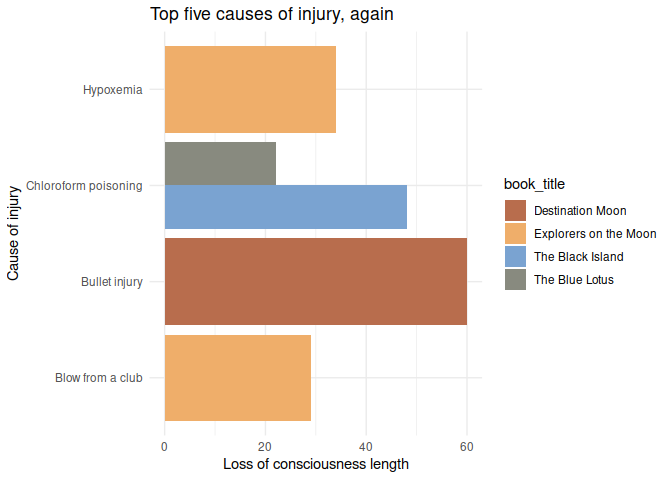 Top five causes of injury, again
Cause of injury
Hypoxemia
Chloroform poisoning
Bullet injury
Blow from a club
0 20 40 60
Loss of consciousness length
book_title
Destination Moon
Explorers on the Moon
The Black Island
The Blue Lotus